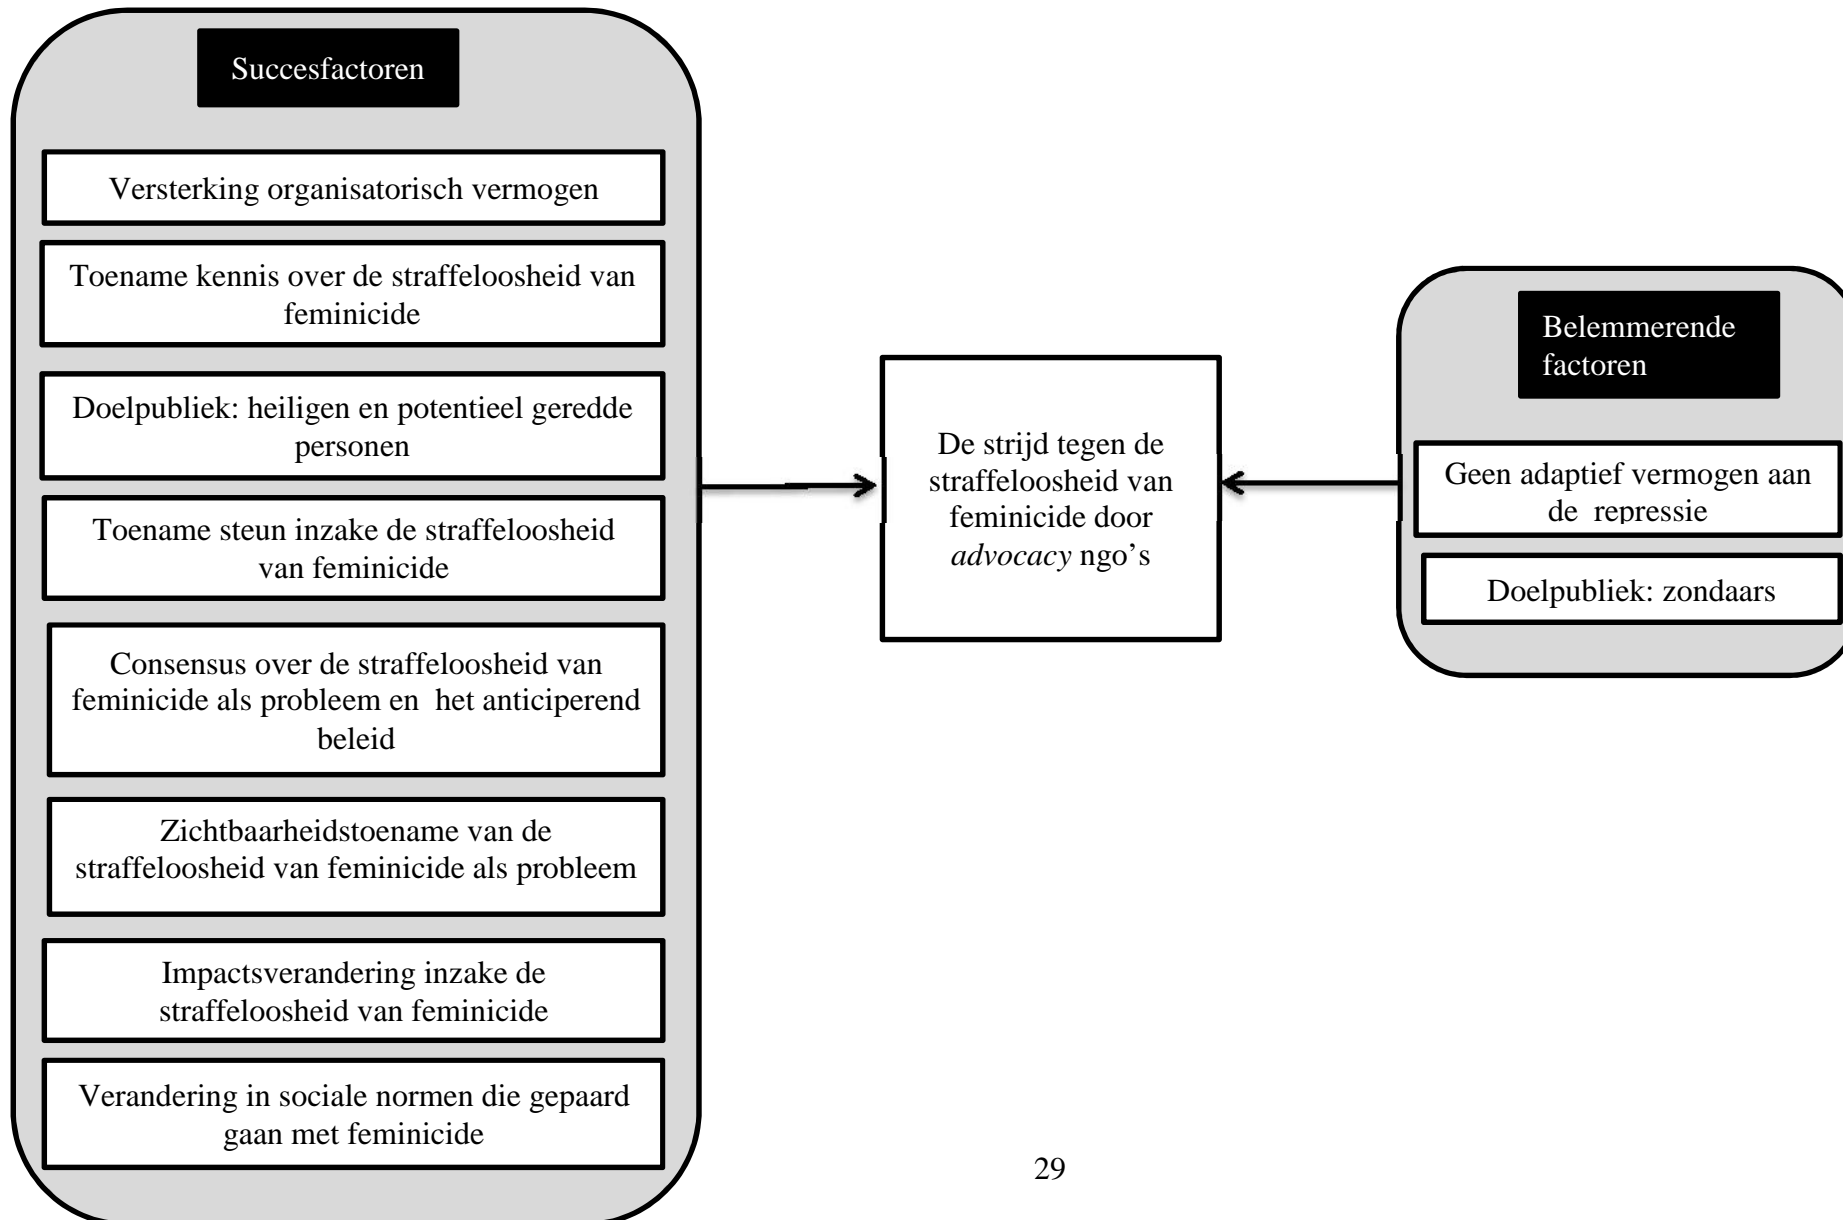 Succesfactoren
Versterking organisatorisch vermogen
Toename kennis over de straffeloosheid van
feminicide
Doelpubliek: heiligen en potentieel geredde
personen
Toename steun inzake de straffeloosheid
van feminicide
Consensus over de straffeloosheid van
feminicide als probleem en het anticiperend
beleid
Zichtbaarheidstoename van de
straffeloosheid van feminicide als probleem
Impactsverandering inzake de
straffeloosheid van feminicide
Verandering in sociale normen die gepaard
gaan met feminicide
De strijd tegen de
straffeloosheid van
feminicide door
advocacy ngo’s
Belemmerende
factoren
Geen adaptief vermogen aan
de repressie
Doelpubliek: zondaars
29